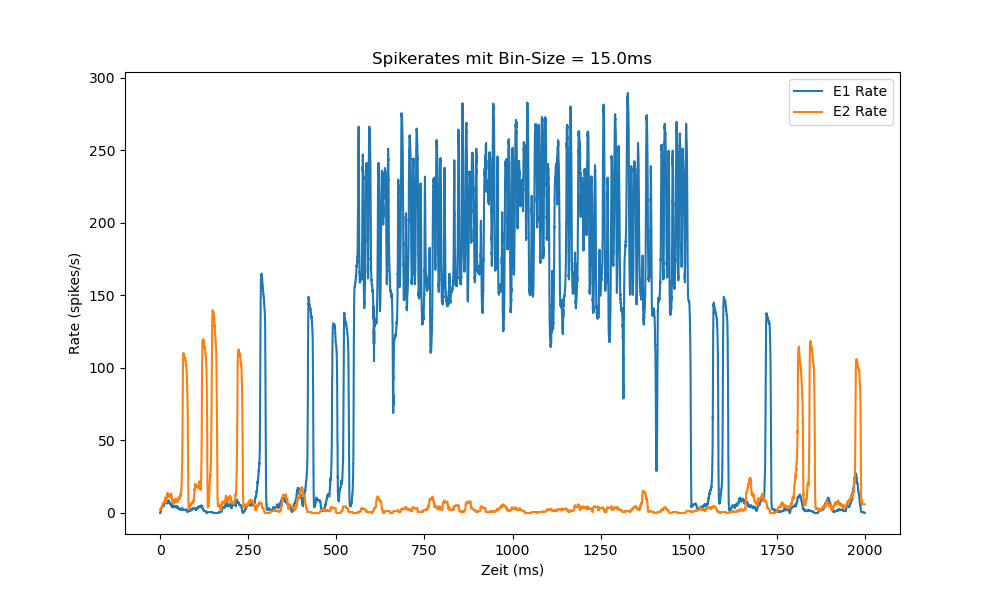 Spikerates mit Bin-Size = 15.0ms
E1 Rate
E2 Rate
300
250
200
150
100
50
0
Rate (spikes/s)
0 250 500 750 1000 1250 1500 1750 2000
Zeit (ms)